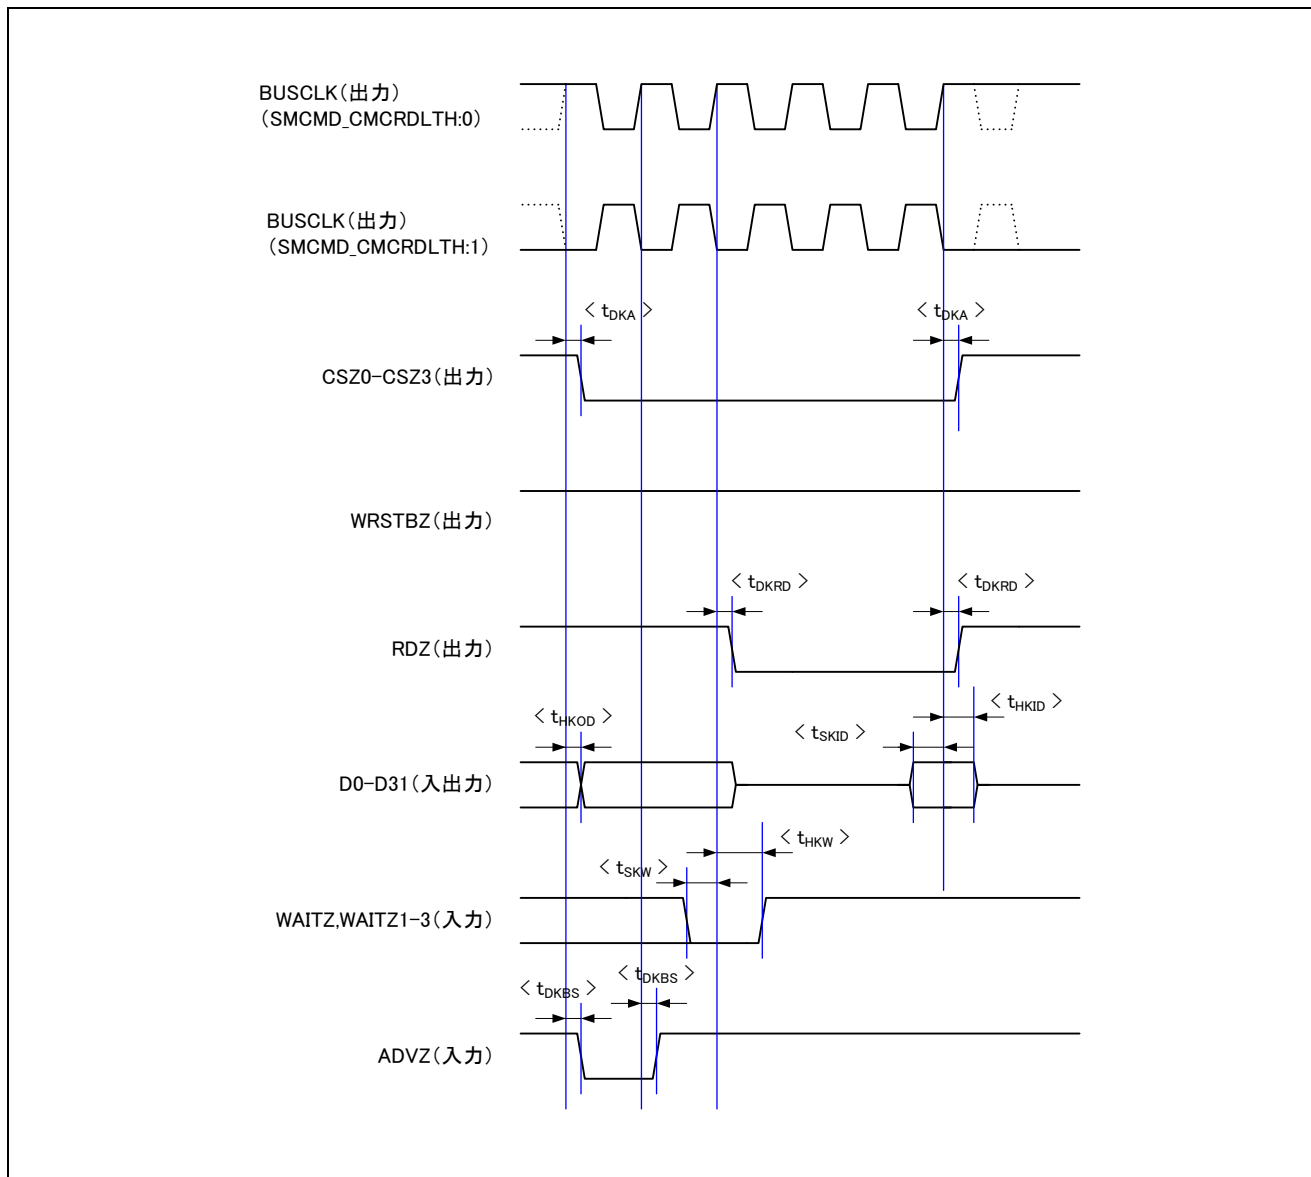 BUSCLK(出力)
(SMCMD_CMCRDLTH:0)
BUSCLK(出力)
(SMCMD_CMCRDLTH:1)
< tDKA >
< tDKA >
CSZ0-CSZ3(出力)
WRSTBZ(出力)
< tDKRD >
< tDKRD >
RDZ(出力)
< tHKID >
< tHKOD >
< tSKID >
D0-D31(入出力)
< tHKW >
< tSKW >
WAITZ,WAITZ1-3(入力)
< tDKBS >
< tDKBS >
ADVZ(入力)